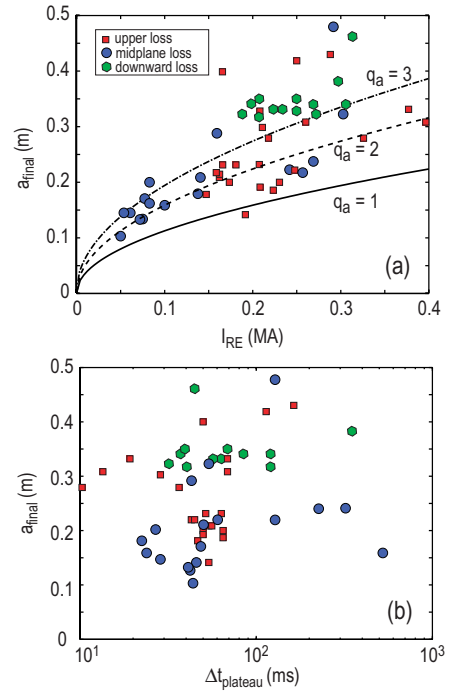 0.5
upper loss
midplane loss
downward loss
q_a = 3
0.4
a_final (m)
0.3
q_a = 2
0.2
q_a = 1
0.1
(a)
0
0 0.1 0.2 0.3 0.4
I_RE (MA)
0.5
0.4
a_final (m)
0.3
0.2
0.1
(b)
0
10^1 10^2 10^3
Δt_plateau (ms)